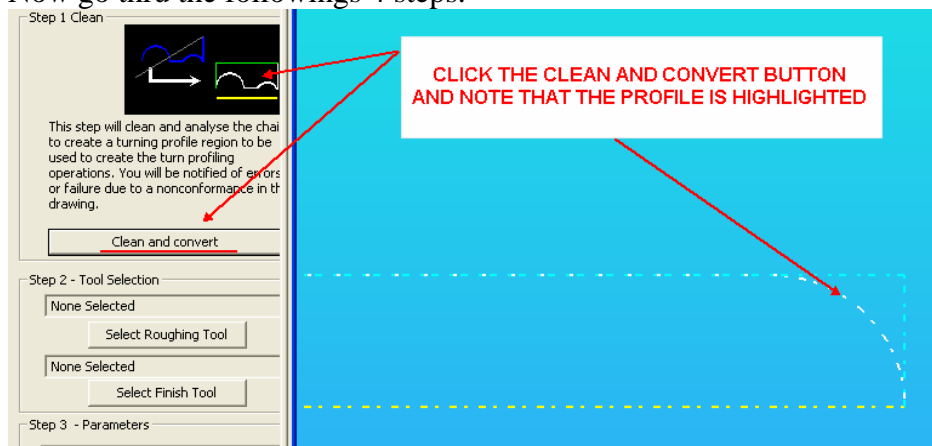 Now go thru the followings 4 steps.
Step 1 Clean
CLICK THE CLEAN AND CONVERT BUTTON
AND NOTE THAT THE PROFILE IS HIGHLIGHTED
This step will clean and analyse the chai
to create a turning profile region to be
used to create the turn profiling
operations. You will be notified of errors
or failure due to a nonconformance in th
drawing.
Clean and convert
Step 2 - Tool Selection
None Selected
Select Roughing Tool
None Selected
Select Finish Tool
Step 3 - Parameters